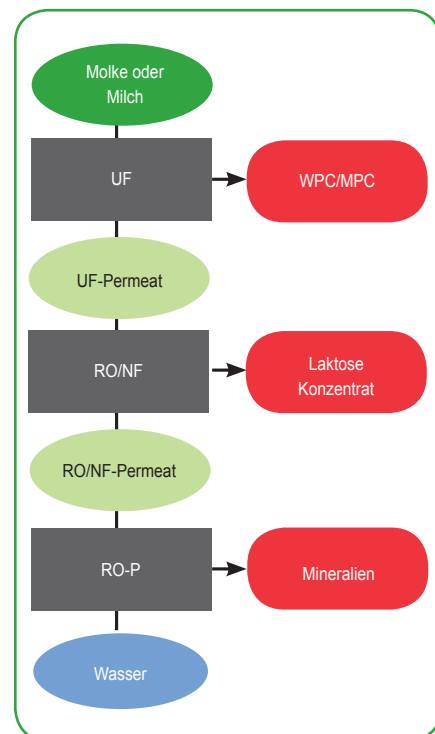 Molke oder
Milch
UF
WPC/MPC
UF-Permeat
RO/NF
Laktose
Konzentrat
RO/NF-Permeat
RO-P
Mineralien
Wasser